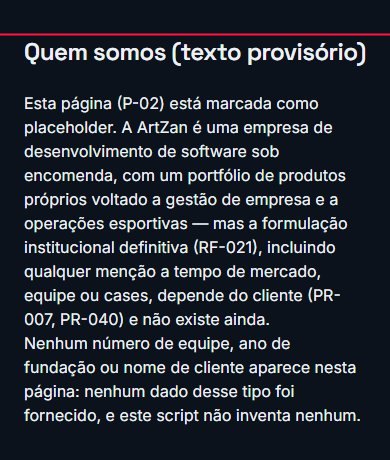 Quem somos (texto provisório)
Esta página (P-02) está marcada como
placeholder. A ArtZan é uma empresa de
desenvolvimento de software sob
encomenda, com um portfólio de produtos
próprios voltado a gestão de empresa e a
operações esportivas — mas a formulação
institucional definitiva (RF-021), incluindo
qualquer menção a tempo de mercado,
equipe ou cases, depende do cliente (PR-
007, PR-040) e não existe ainda.
Nenhum número de equipe, ano de
fundação ou nome de cliente aparece nesta
página: nenhum dado desse tipo foi
fornecido, e este script não inventa nenhum.